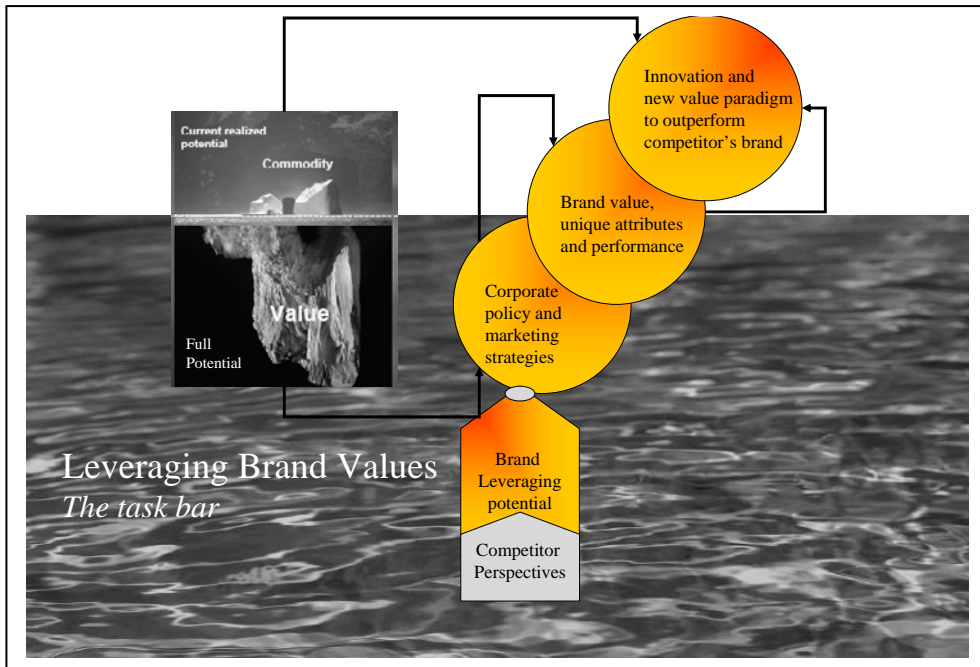 Current realized
potential
Commodity
Value
Full
Potential
Innovation and
new value paradigm
to outperform
competitor's brand
Brand value,
unique attributes
and performance
Corporate
policy and
marketing
strategies
Leveraging Brand Values
The task bar
Brand
Leveraging
potential
Competitor
Perspectives